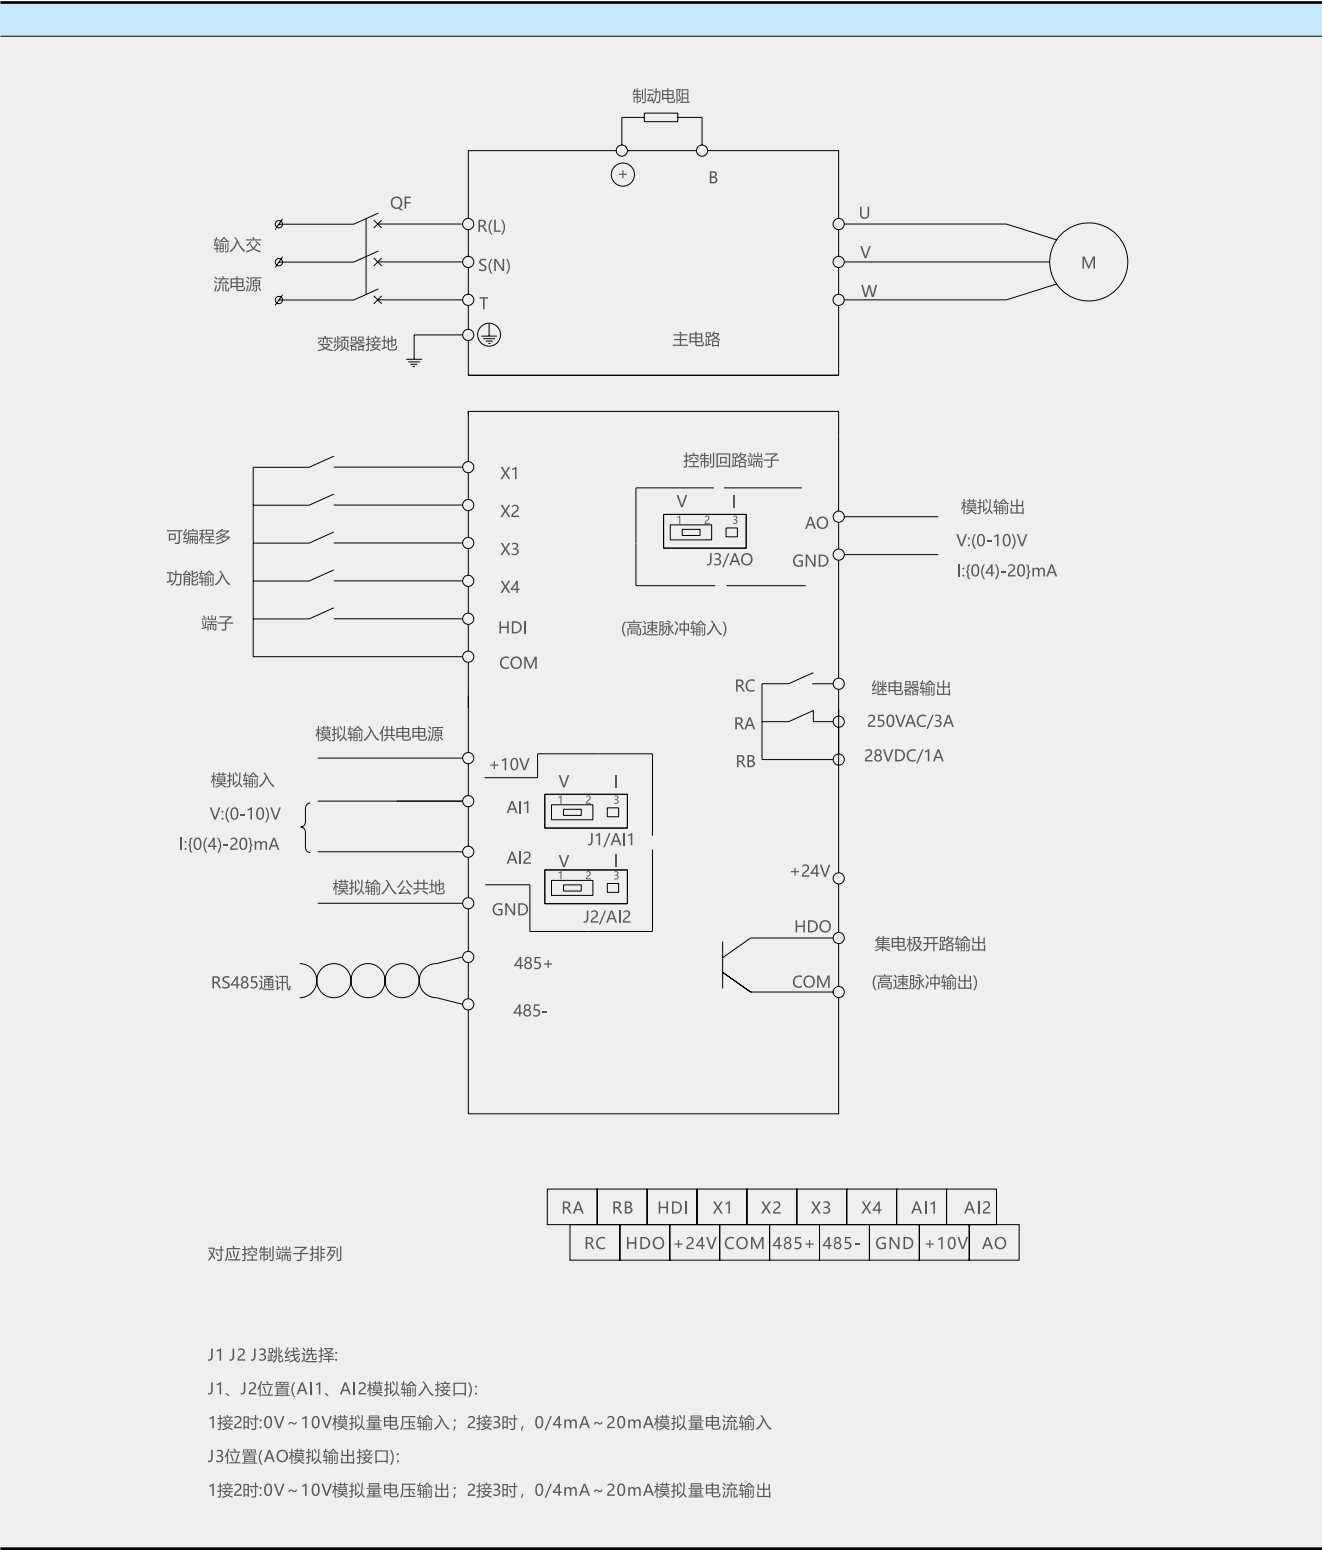 制动电阻
+
B
QF
R(L)
U
输入交
S(N)
V
M
流电源
T
W
变频器接地
主电路
控制回路端子
X1
V I
模拟输出
X2
1 2 3
AO
可编程多
X3
J3/AO
GND
V:(0-10)V
功能输入
X4
I:{0(4)-20}mA
端子
HDI
(高速脉冲输入)
COM
RC
继电器输出
RA
250VAC/3A
模拟输入供电电源
RB
28VDC/1A
+10V
模拟输入
V I
AI1
1 2 3
V:(0-10)V
J1/AI1
I:{0(4)-20}mA
AI2
V I
+24V
1 2 3
模拟输入公共地
GND
J2/AI2
HDO
集电极开路输出
RS485通讯
485+
COM
(高速脉冲输出)
485-
RA RB HDI X1 X2 X3 X4 AI1 AI2
RC HDO +24V COM 485+ 485- GND +10V AO
对应控制端子排列
J1 J2 J3跳线选择:
J1、J2位置(AI1、AI2模拟输入接口):
1接2时:0V~10V模拟量电压输入；2接3时，0/4mA~20mA模拟量电流输入
J3位置(AO模拟输出接口):
1接2时:0V~10V模拟量电压输出；2接3时，0/4mA~20mA模拟量电流输出